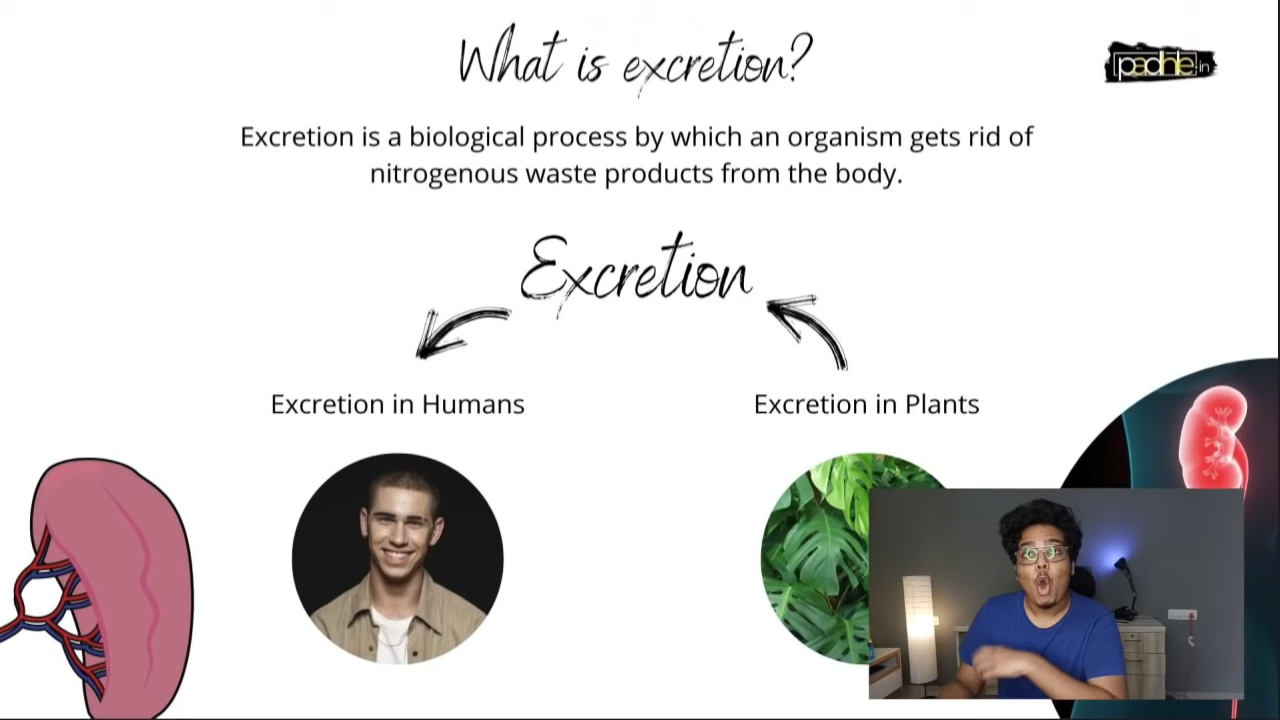 What is excretion?
padhle.in
Excretion is a biological process by which an organism gets rid of
nitrogenous waste products from the body.
Excretion
Excretion in Humans
Excretion in Plants